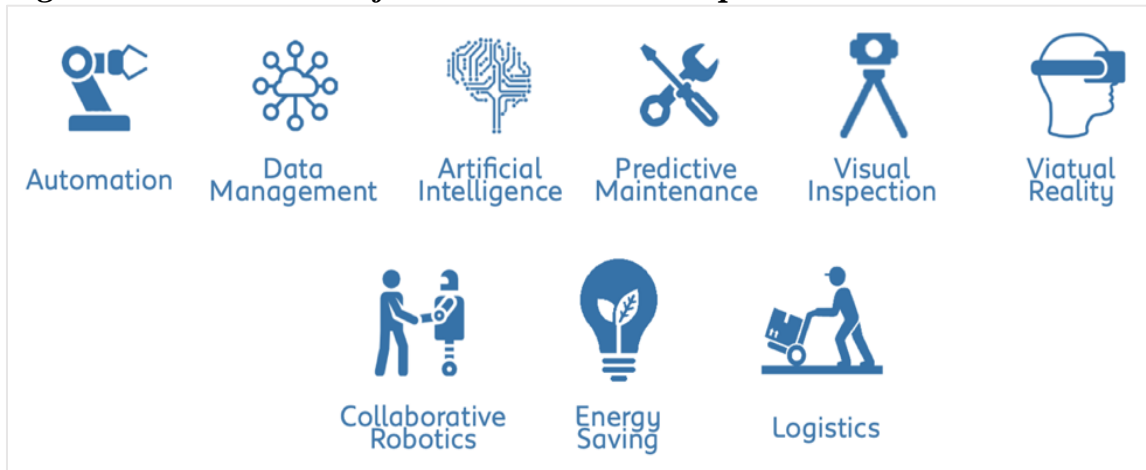 Automation
Data
Management
Artificial
Intelligence
Predictive
Maintenance
Visual
Inspection
Viatual
Reality
Collaborative
Robotics
Energy
Saving
Logistics